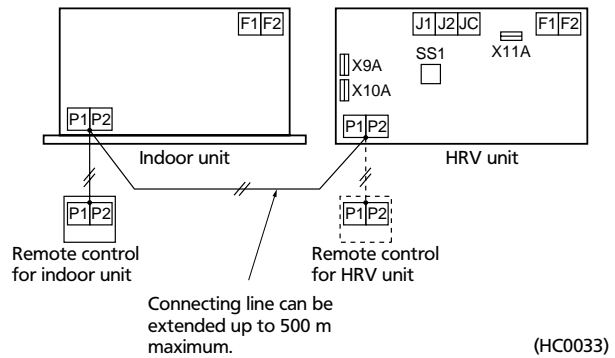 F1 F2
J1 J2 JC
F1 F2
SS1
X11A
X9A
X10A
P1 P2
P1 P2
Indoor unit
HRV unit
P1 P2
P1 P2
Remote control
for indoor unit
Remote control
for HRV unit
Connecting line can be
extended up to 500 m
maximum.
(HC0033)